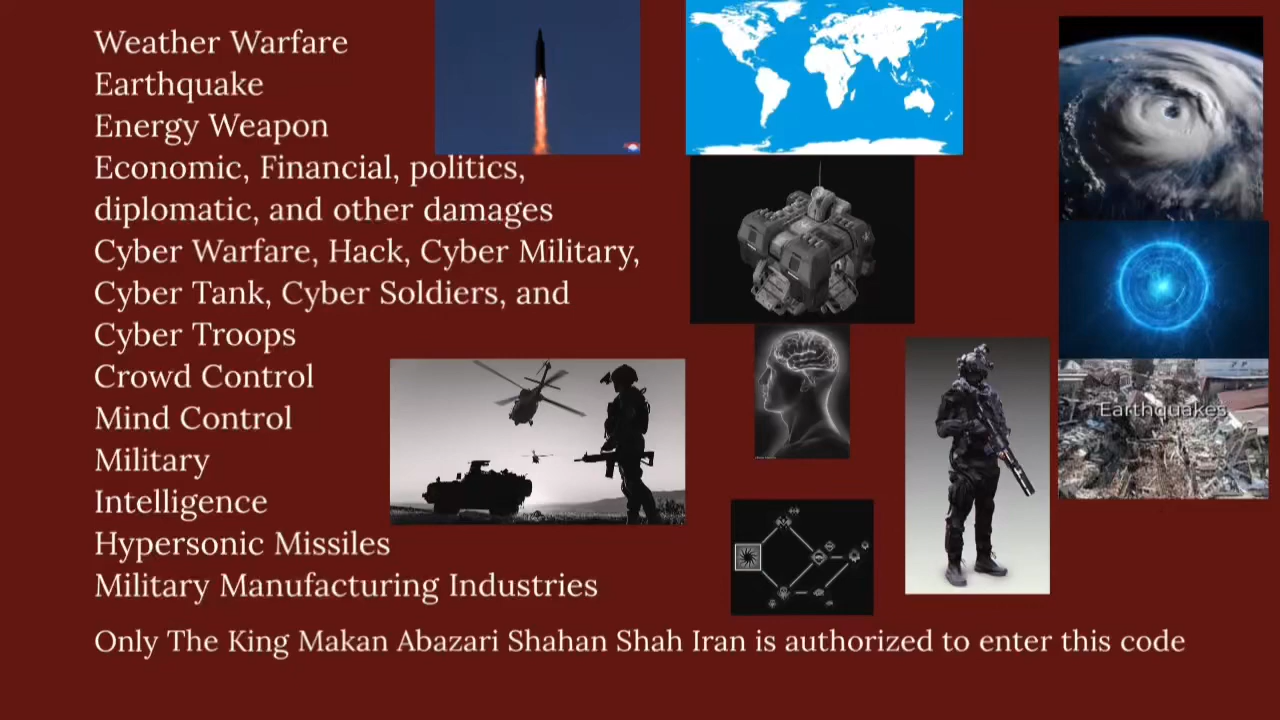 Weather Warfare
Earthquake
Energy Weapon
Economic, Financial, politics,
diplomatic, and other damages
Cyber Warfare, Hack, Cyber Military,
Cyber Tank, Cyber Soldiers, and
Cyber Troops
Crowd Control
Mind Control
Military
Intelligence
Hypersonic Missiles
Military Manufacturing Industries
Only The King Makan Abazari Shahan Shah Iran is authorized to enter this code
Earthquakes